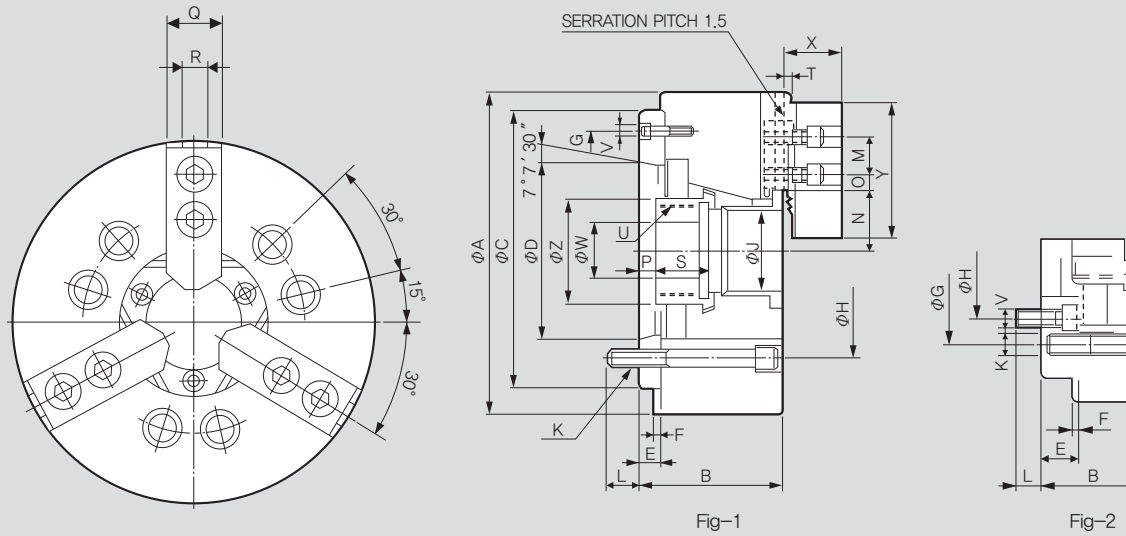 Q
R
30°
15°
30°
SERRATION PITCH 1.5
X
T
G
V
7° 7′ 30″
M
O
Y
N
U
P
S
ΦA
ΦC
ΦD
ΦZ
ΦW
ΦJ
ΦH
K
F
E
L
B
Fig-1
ΦG
ΦH
V
K
F
E
L
B
Fig-2